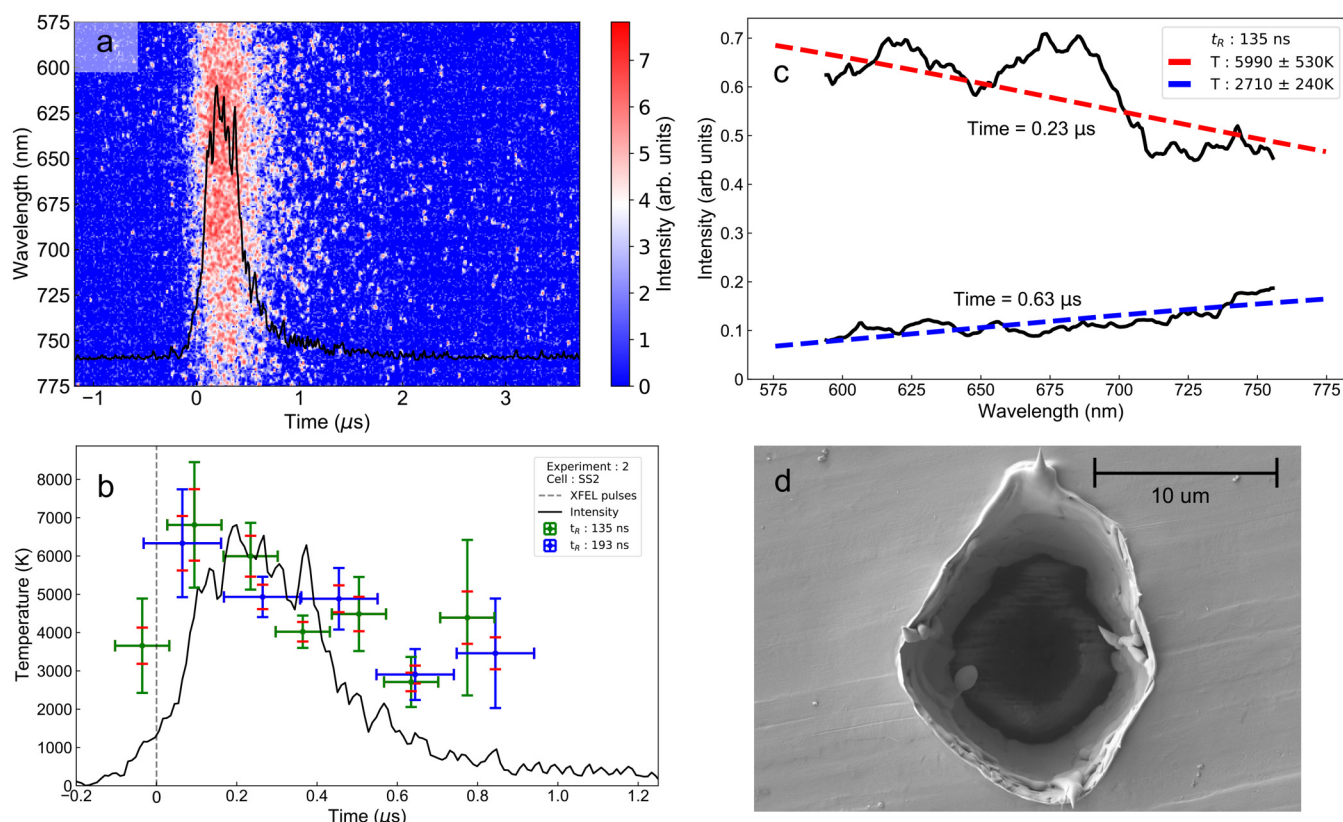 a
575
600
625
650
675
700
725
750
775
Wavelength (nm)
−1
0
1
2
3
Time (μs)
7
6
5
4
3
2
1
0
Intensity (arb. units)
c
0.7
0.6
0.5
0.4
0.3
0.2
0.1
0
Intensity (arb units)
tR : 135 ns
T : 5990 ± 530K
T : 2710 ± 240K
Time = 0.23 μs
Time = 0.63 μs
575
600
625
650
675
700
725
750
775
Wavelength (nm)
b
8000
7000
6000
5000
4000
3000
2000
1000
0
Temperature (K)
Experiment : 2
Cell : SS2
XFEL pulses
Intensity
tR : 135 ns
tR : 193 ns
−0.2
0
0.2
0.4
0.6
0.8
1.0
1.2
Time (μs)
d
10 um